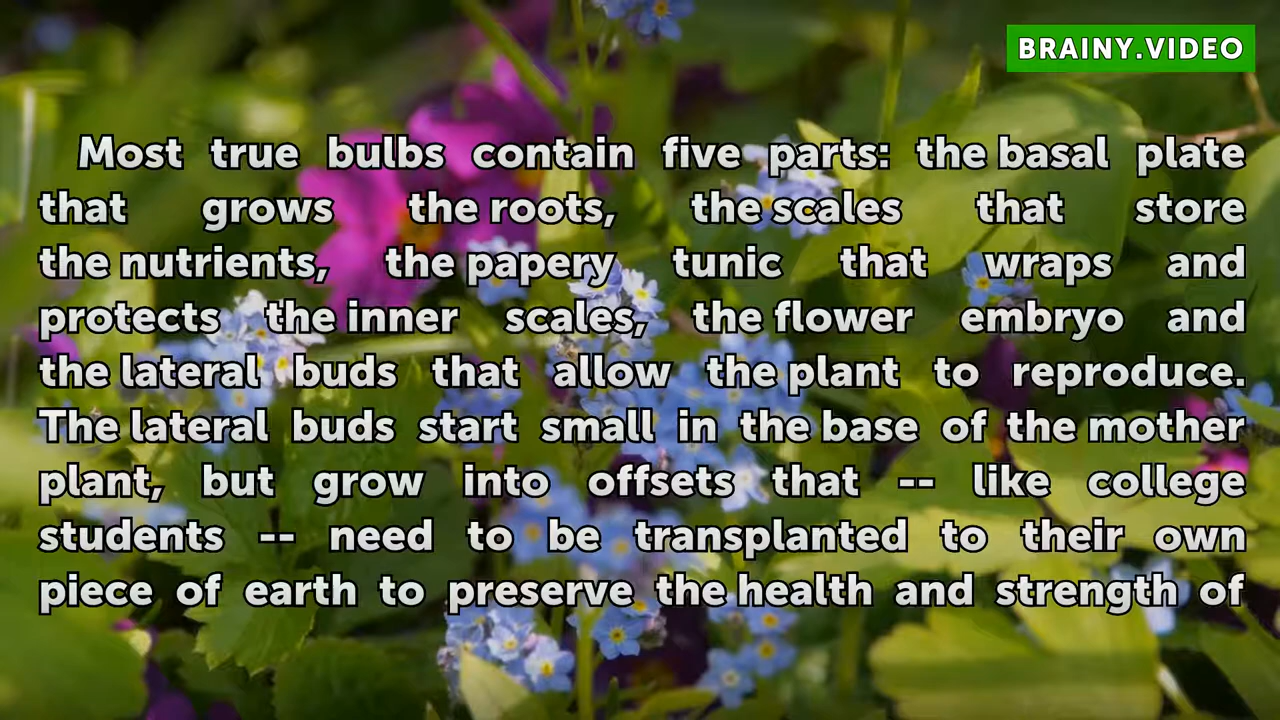 BRAINY.VIDEO
Most true bulbs contain five parts: the basal plate
that grows the roots, the scales that store
the nutrients, the papery tunic that wraps and
protects the inner scales, the flower embryo and
the lateral buds that allow the plant to reproduce.
The lateral buds start small in the base of the mother
plant, but grow into offsets that -- like college
students -- need to be transplanted to their own
piece of earth to preserve the health and strength of